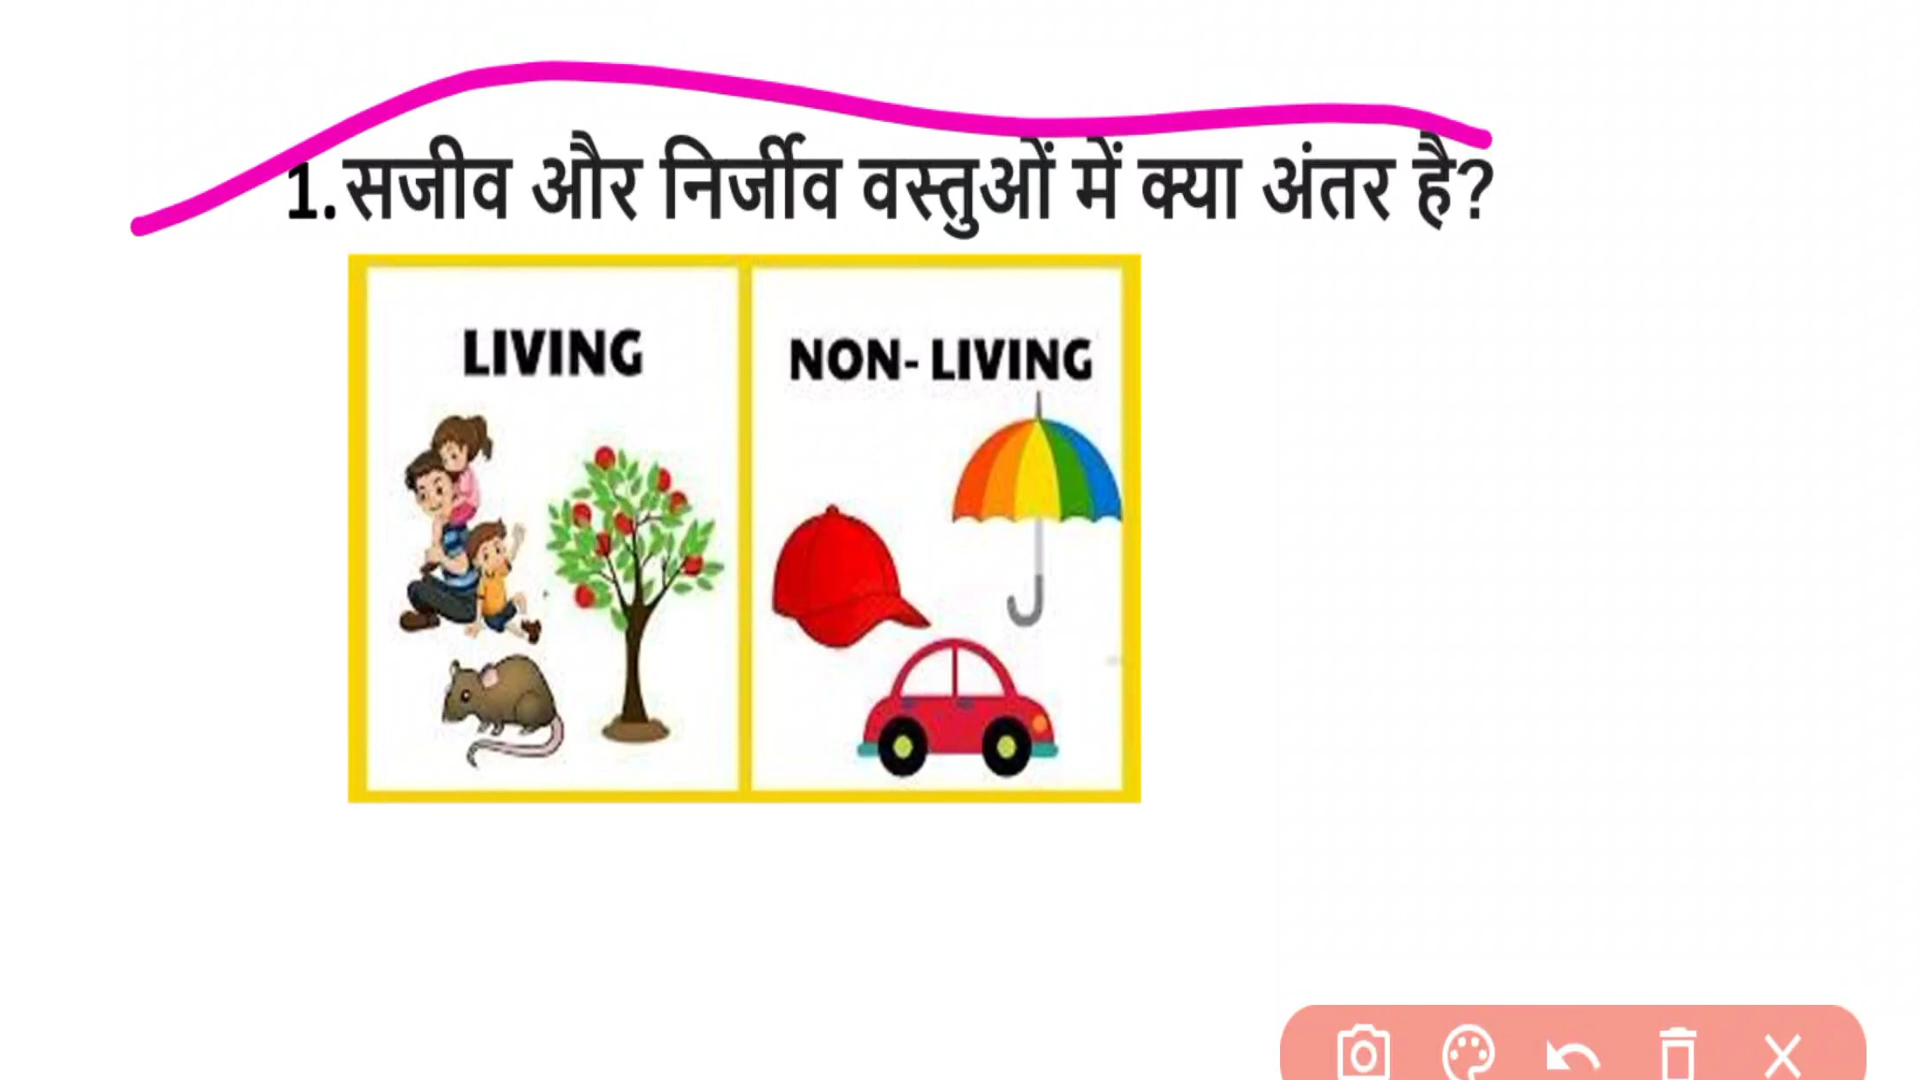 1.सजीव और निर्जीव वस्तुओं में क्या अंतर है?
LIVING
NON- LIVING